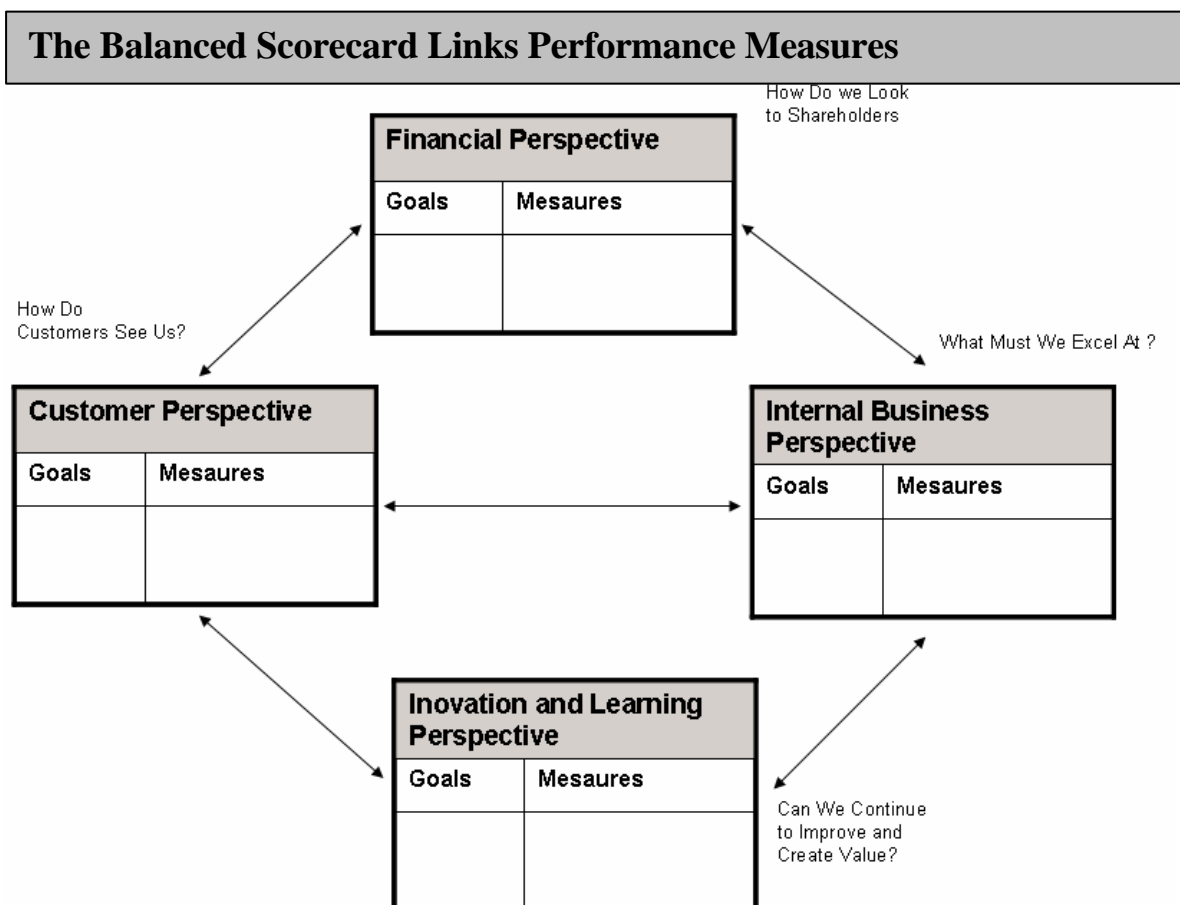 The Balanced Scorecard Links Performance Measures
How Do we Look
to Shareholders
Financial Perspective
Goals Mesaures
How Do
Customers See Us?
What Must We Excel At ?
Customer Perspective
Goals Mesaures
Internal Business
Perspective
Goals Mesaures
Inovation and Learning
Perspective
Goals Mesaures
Can We Continue
to Improve and
Create Value?